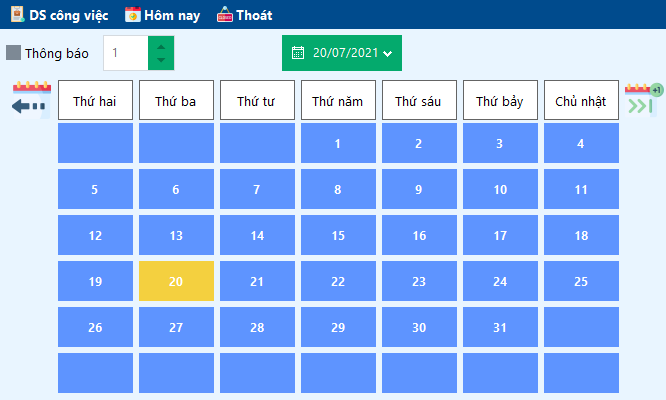 DS công việc Hôm nay Thoát
Thông báo 1 20/07/2021
Thứ hai Thứ ba Thứ tư Thứ năm Thứ sáu Thứ bảy Chủ nhật +1
1 2 3 4
5 6 7 8 9 10 11
12 13 14 15 16 17 18
19 20 21 22 23 24 25
26 27 28 29 30 31